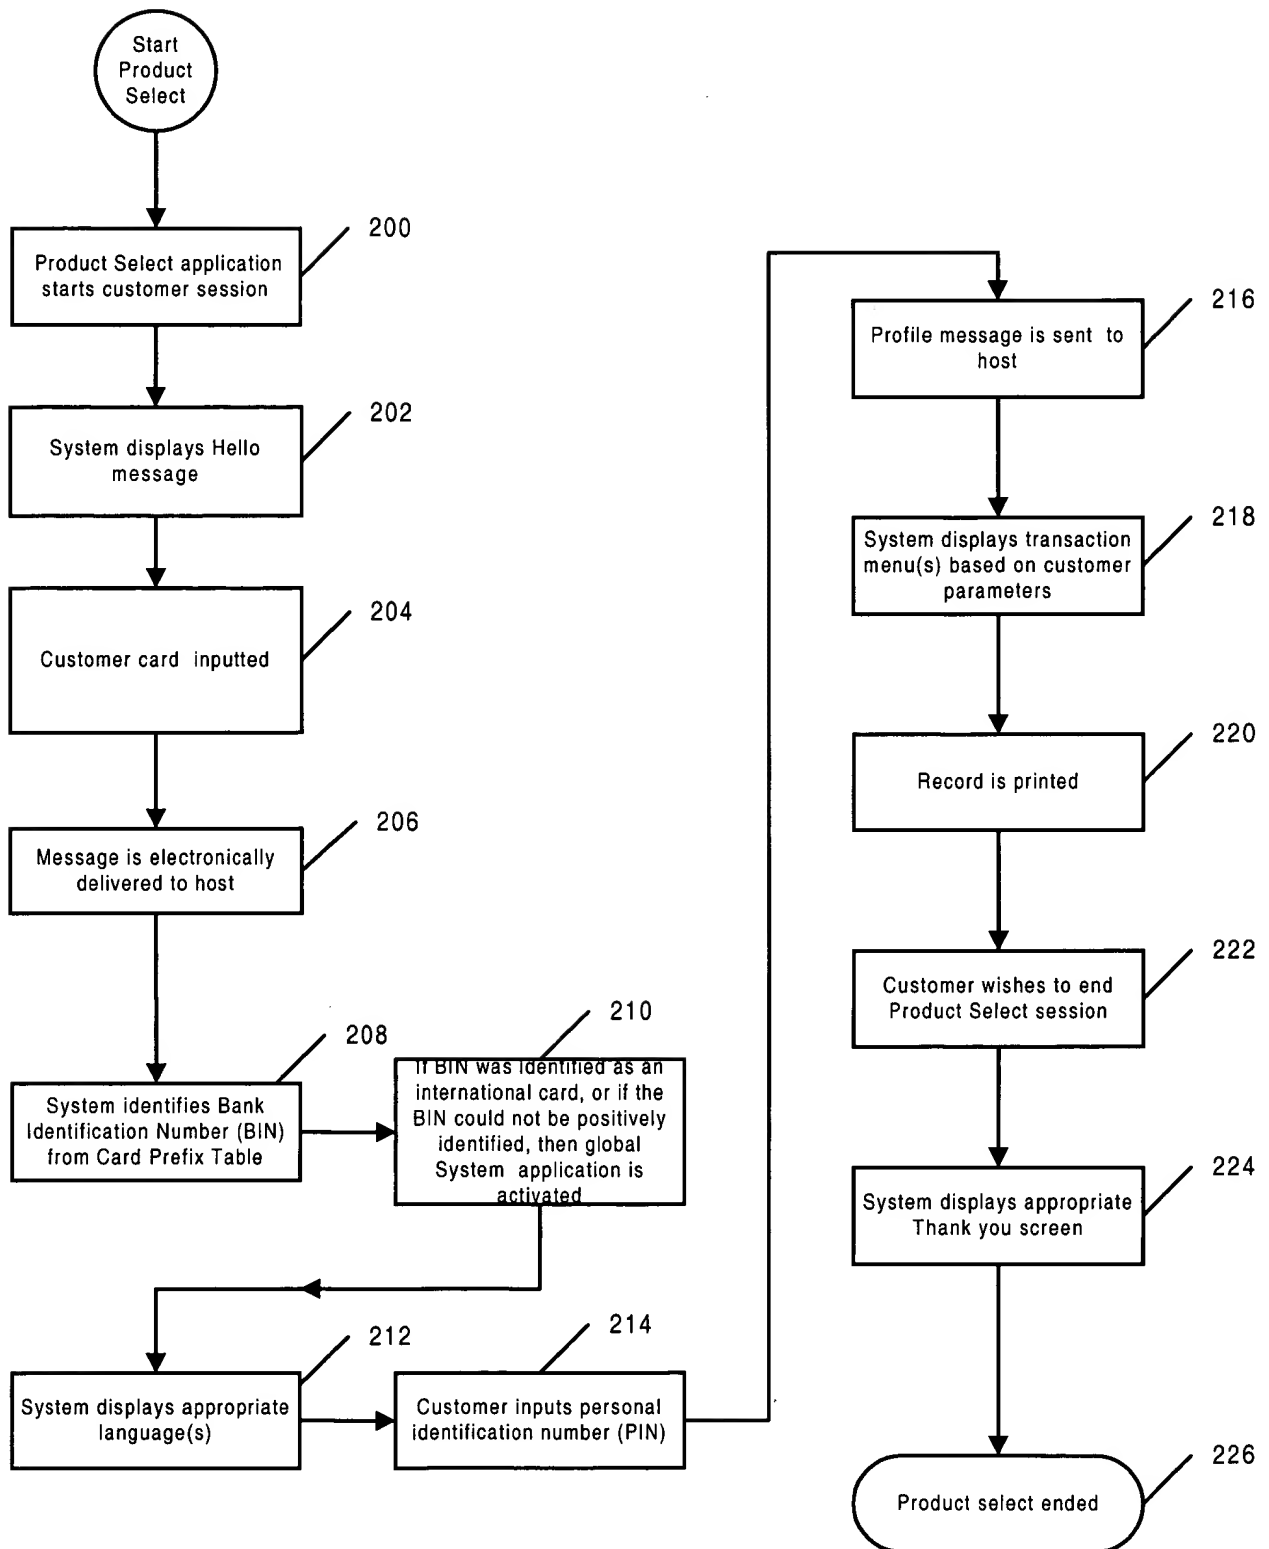 Start
Product
Select
200
Product Select application
starts customer session
202
System displays Hello
message
204
Customer card inputted
206
Message is electronically
delivered to host
208
System identifies Bank
Identification Number (BIN)
from Card Prefix Table
210
If BIN was identified as an
international card, or if the
BIN could not be positively
identified, then global
System application is
activated
212
System displays appropriate
language(s)
214
Customer inputs personal
identification number (PIN)
216
Profile message is sent to
host
218
System displays transaction
menu(s) based on customer
parameters
220
Record is printed
222
Customer wishes to end
Product Select session
224
System displays appropriate
Thank you screen
226
Product select ended